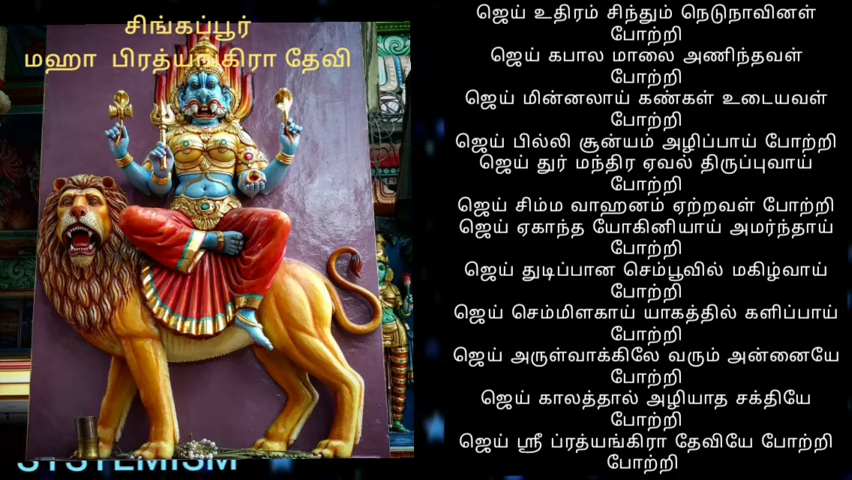 சிங்கப்பூர்
மஹா பிரத்யங்கிரா தேவி
ஜெய் உதிரம் சிந்தும் நெடுநாவினள்
போற்றி
ஜெய் கபால மாலை அணிந்தவள்
போற்றி
ஜெய் மின்னலாய் கண்கள் உடையவள்
போற்றி
ஜெய் பில்லி சூன்யம் அழிப்பாய் போற்றி
ஜெய் துர் மந்திர ஏவல் திருப்புவாய்
போற்றி
ஜெய் சிம்ம வாஹனம் ஏற்றவள் போற்றி
ஜெய் ஏகாந்த யோகினியாய் அமர்ந்தாய்
போற்றி
ஜெய் துடிப்பான செம்பூவில் மகிழ்வாய்
போற்றி
ஜெய் செம்மிளகாய் யாகத்தில் களிப்பாய்
போற்றி
ஜெய் அருள்வாக்கிலே வரும் அன்னையே
போற்றி
ஜெய் காலத்தால் அழியாத சக்தியே
போற்றி
ஜெய் ஸ்ரீ ப்ரத்யங்கிரா தேவியே போற்றி
போற்றி